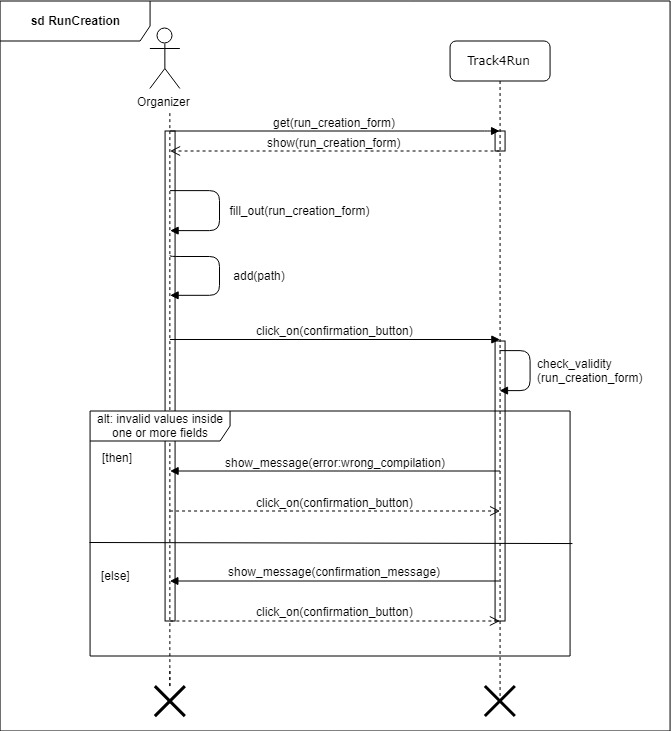 sd RunCreation
Track4Run
Organizer
get(run_creation_form)
show(run_creation_form)
fill_out(run_creation_form)
add(path)
click_on(confirmation_button)
check_validity
(run_creation_form)
alt: invalid values inside
one or more fields
[then]
show_message(error:wrong_compilation)
click_on(confirmation_button)
[else]
show_message(confirmation_message)
click_on(confirmation_button)